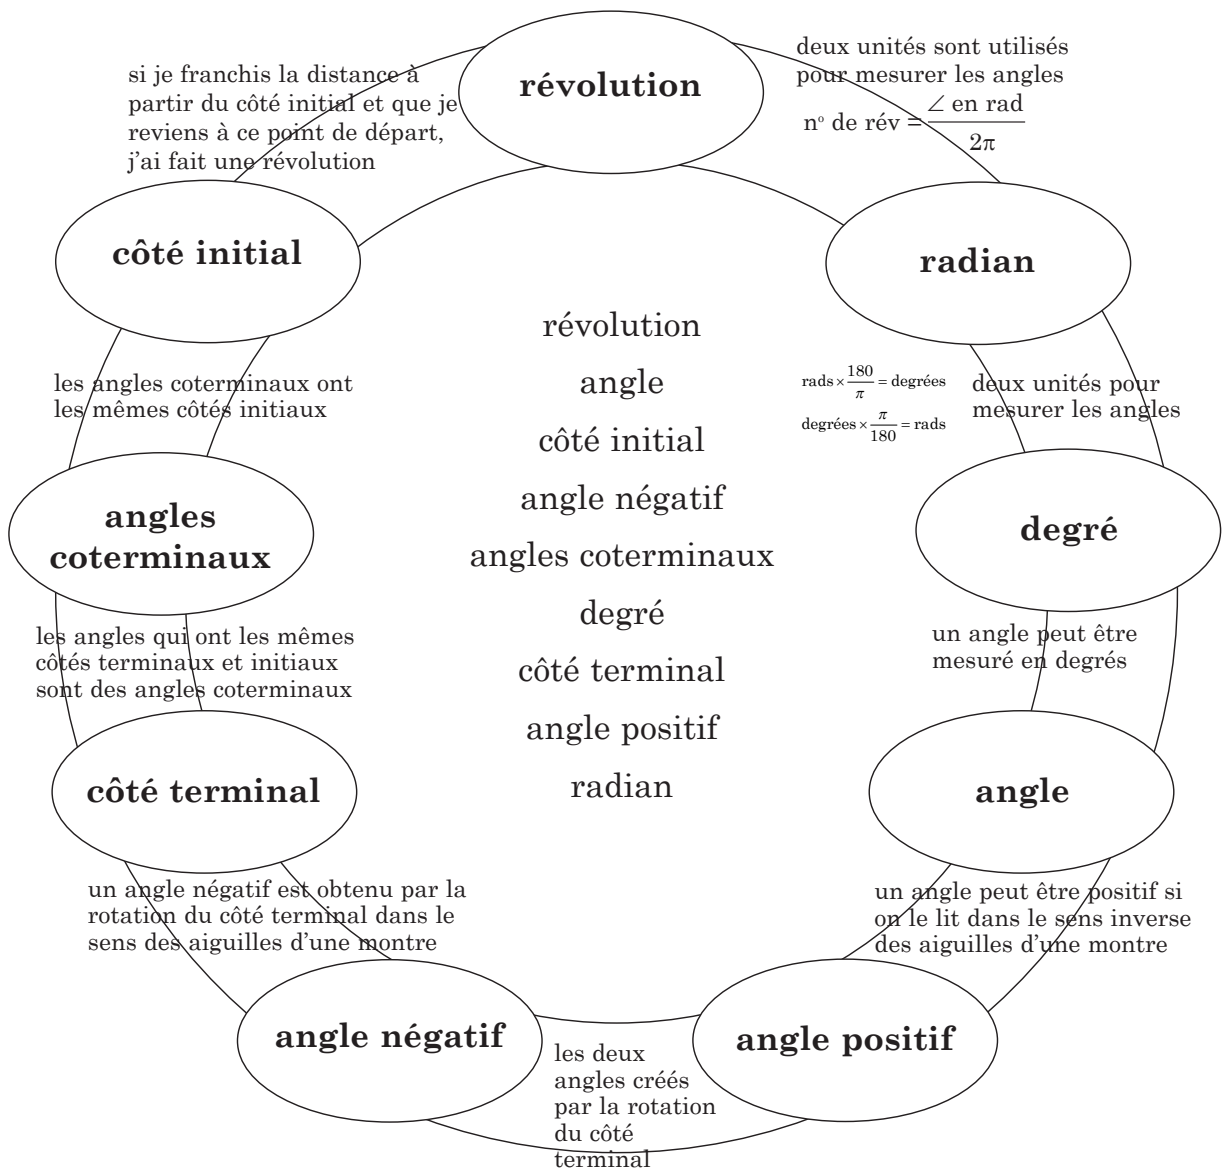 révolution
deux unités sont utilisés
pour mesurer les angles
nº de rév = ∠ en rad / 2π
si je franchis la distance à
partir du côté initial et que je
reviens à ce point de départ,
j'ai fait une révolution
côté initial
radian
révolution
angle
côté initial
angle négatif
angles coterminaux
degré
côté terminal
angle positif
radian
rads × 180/π = degrées
degrées × π/180 = rads
deux unités pour
mesurer les angles
les angles coterminaux ont
les mêmes côtés initiaux
angles
coterminaux
degré
les angles qui ont les mêmes
côtés terminaux et initiaux
sont des angles coterminaux
un angle peut être
mesuré en degrés
côté terminal
angle
un angle négatif est obtenu par la
rotation du côté terminal dans le
sens des aiguilles d'une montre
un angle peut être positif si
on le lit dans le sens inverse
des aiguilles d'une montre
angle négatif
angle positif
les deux
angles créés
par la rotation
du côté
terminal